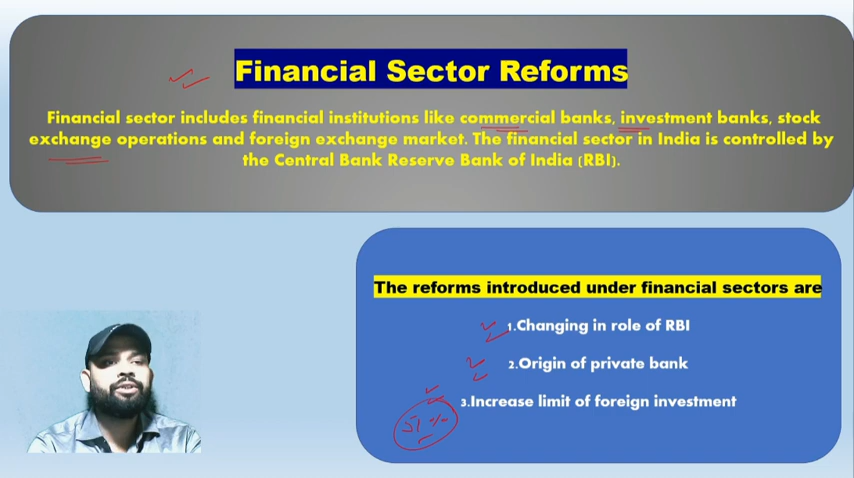 Financial Sector Reforms
Financial sector includes financial institutions like commercial banks, investment banks, stock
exchange operations and foreign exchange market. The financial sector in India is controlled by
the Central Bank Reserve Bank of India (RBI).
The reforms introduced under financial sectors are
1.Changing in role of RBI
2.Origin of private bank
3.Increase limit of foreign investment